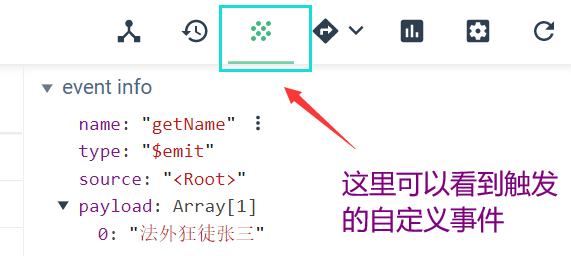 event info
name: "getName"
type: "$emit"
source: "<Root>"
payload: Array[1]
0: "法外狂徒张三"
这里可以看到触发
的自定义事件